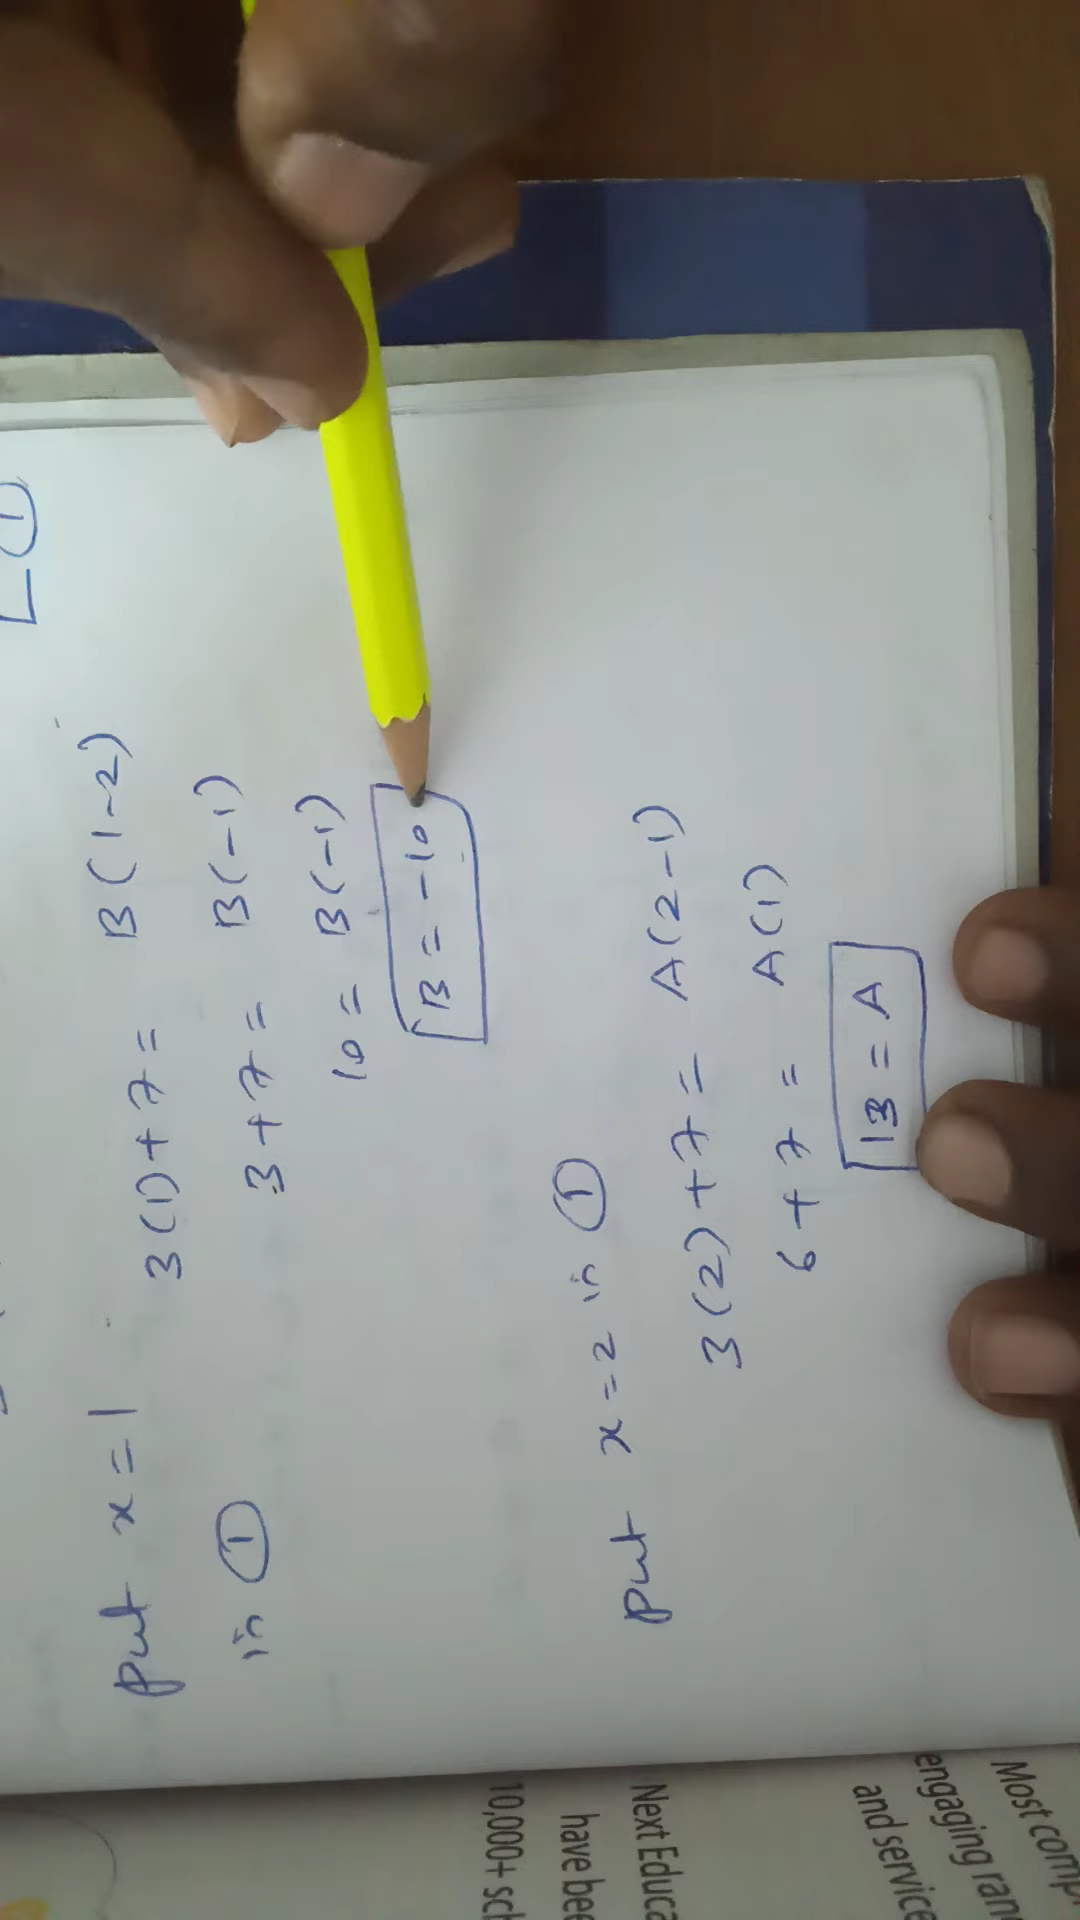 ①
put x = 1 3(1) + 7 = B(1-2)
in ① 3 + 7 = B(-1)
10 = B(-1)
B = -10
put x = 2 in ①
3(2) + 7 = A(2-1)
6 + 7 = A(1)
13 = A
Most comp
engaging ran
and service
Next Educa
have bee
10,000+ sch